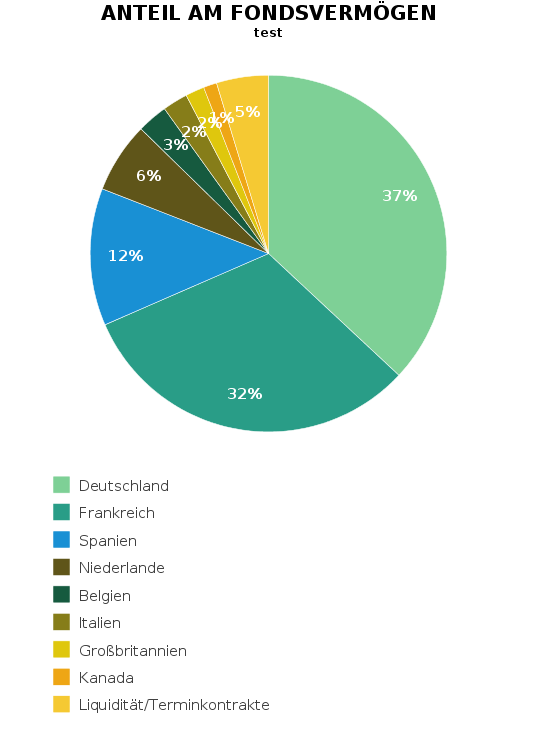 ANTEIL AM FONDSVERMÖGEN
test
5%
1%
2%
2%
3%
6%
37%
12%
32%
Deutschland
Frankreich
Spanien
Niederlande
Belgien
Italien
Großbritannien
Kanada
Liquidität/Terminkontrakte